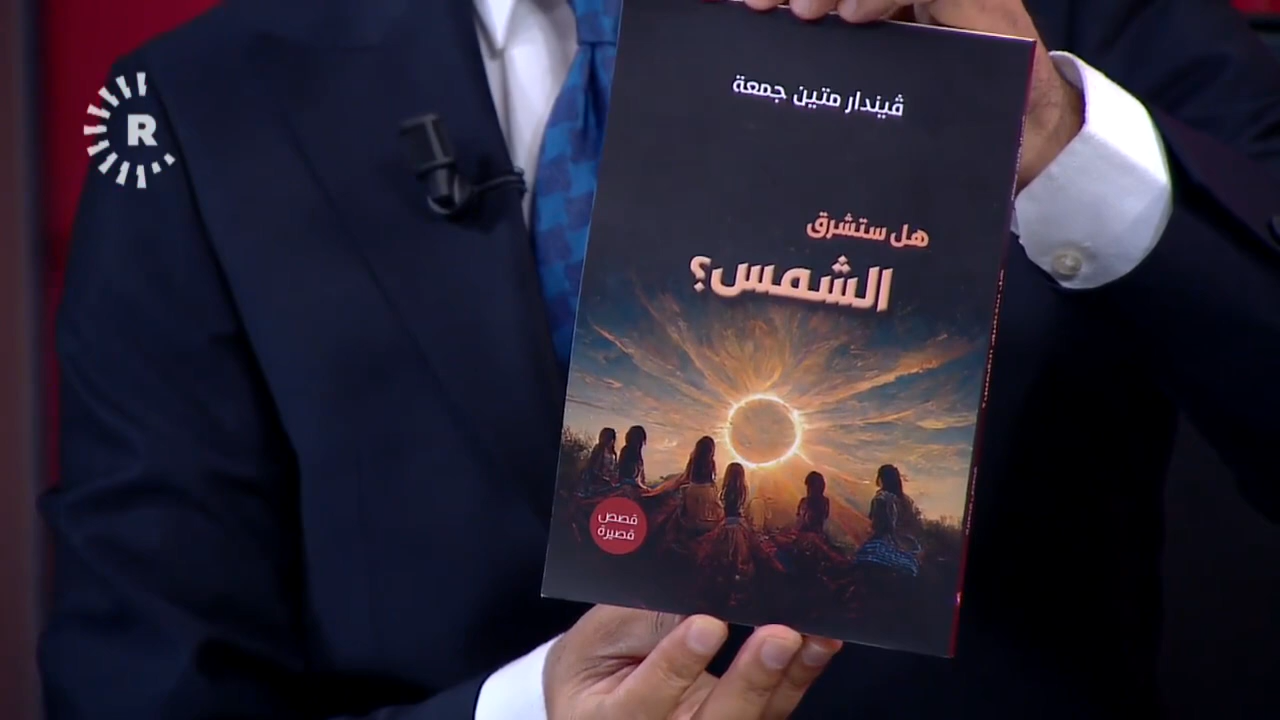 R
ڤيندار متين جمعة
هل ستشرق
الشمس؟
قصص
قصيرة